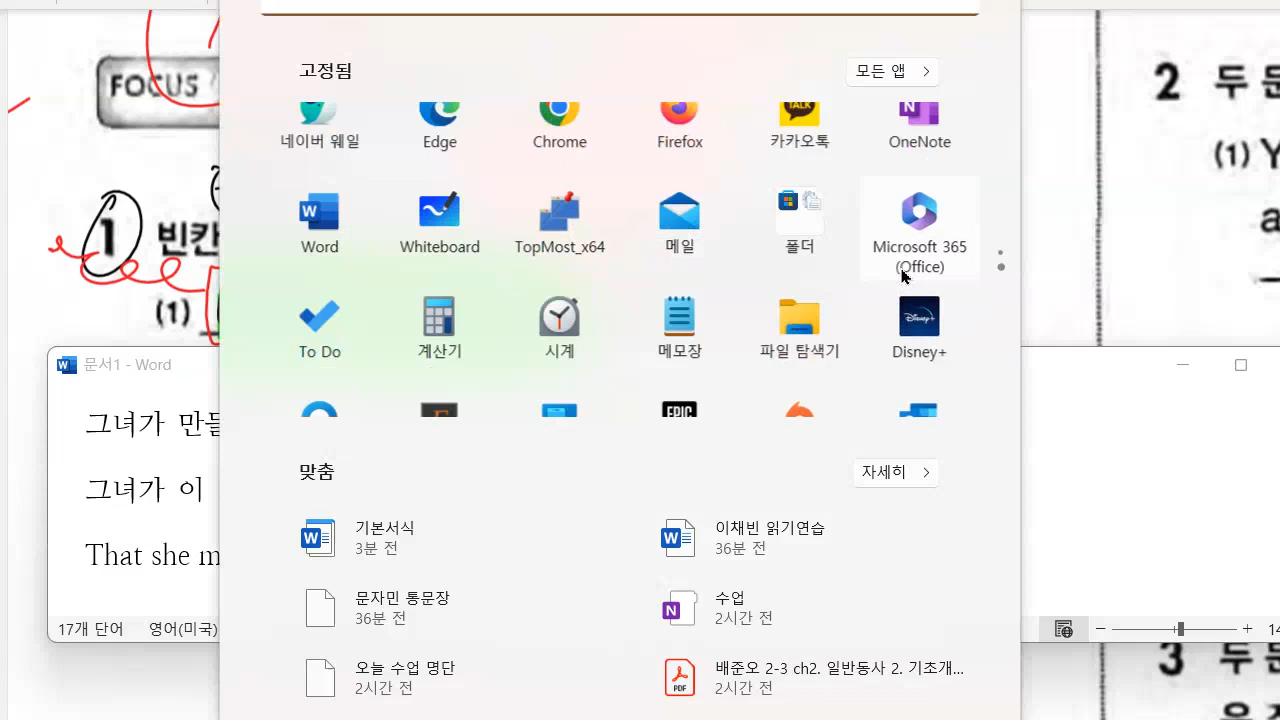 고정됨
모든 앱
네이버 웨일
Edge
Chrome
Firefox
TALK
카카오톡
N
OneNote
W
Word
Whiteboard
TopMost_x64
메일
폴더
Microsoft 365
(Office)
To Do
계산기
시계
메모장
파일 탐색기
Disney+
Disney+
EPIC
맞춤
자세히
W
기본서식
3분 전
W
이채빈 읽기연습
36분 전
문자민 통문장
36분 전
N
수업
2시간 전
오늘 수업 명단
2시간 전
PDF
배준오 2-3 ch2. 일반동사 2. 기초개...
2시간 전
FOCUS
1 빈칸
(1)
W 문서1 - Word
그녀가 만들
그녀가 이
That she m
17개 단어 영어(미국)
14
2 두 문
(1) Y
a
3 두 문